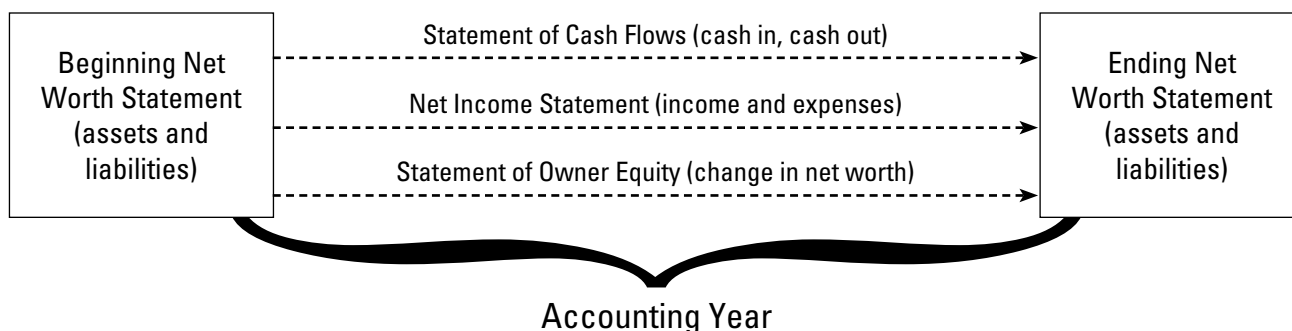 Beginning Net
Worth Statement
(assets and
liabilities)
Statement of Cash Flows (cash in, cash out)
Net Income Statement (income and expenses)
Statement of Owner Equity (change in net worth)
Ending Net
Worth Statement
(assets and
liabilities)
Accounting Year